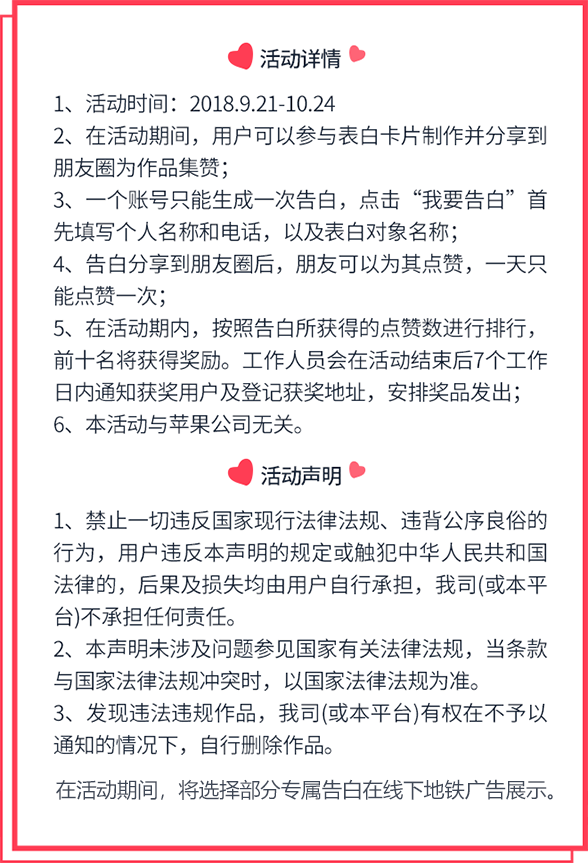 活动详情
1、活动时间：2018.9.21-10.24
2、在活动期间，用户可以参与表白卡片制作并分享到
朋友圈为作品集赞；
3、一个账号只能生成一次告白，点击“我要告白”首
先填写个人名称和电话，以及表白对象名称；
4、告白分享到朋友圈后，朋友可以为其点赞，一天只
能点赞一次；
5、在活动期内，按照告白所获得的点赞数进行排行，
前十名将获得奖励。工作人员会在活动结束后7个工作
日内通知获奖用户及登记获奖地址，安排奖品发出；
6、本活动与苹果公司无关。
活动声明
1、禁止一切违反国家现行法律法规、违背公序良俗的
行为，用户违反本声明的规定或触犯中华人民共和国
法律的，后果及损失均由用户自行承担，我司(或本平
台)不承担任何责任。
2、本声明未涉及问题参见国家有关法律法规，当条款
与国家法律法规冲突时，以国家法律法规为准。
3、发现违法违规作品，我司(或本平台)有权在不予以
通知的情况下，自行删除作品。
在活动期间，将选择部分专属告白在线下地铁广告展示。